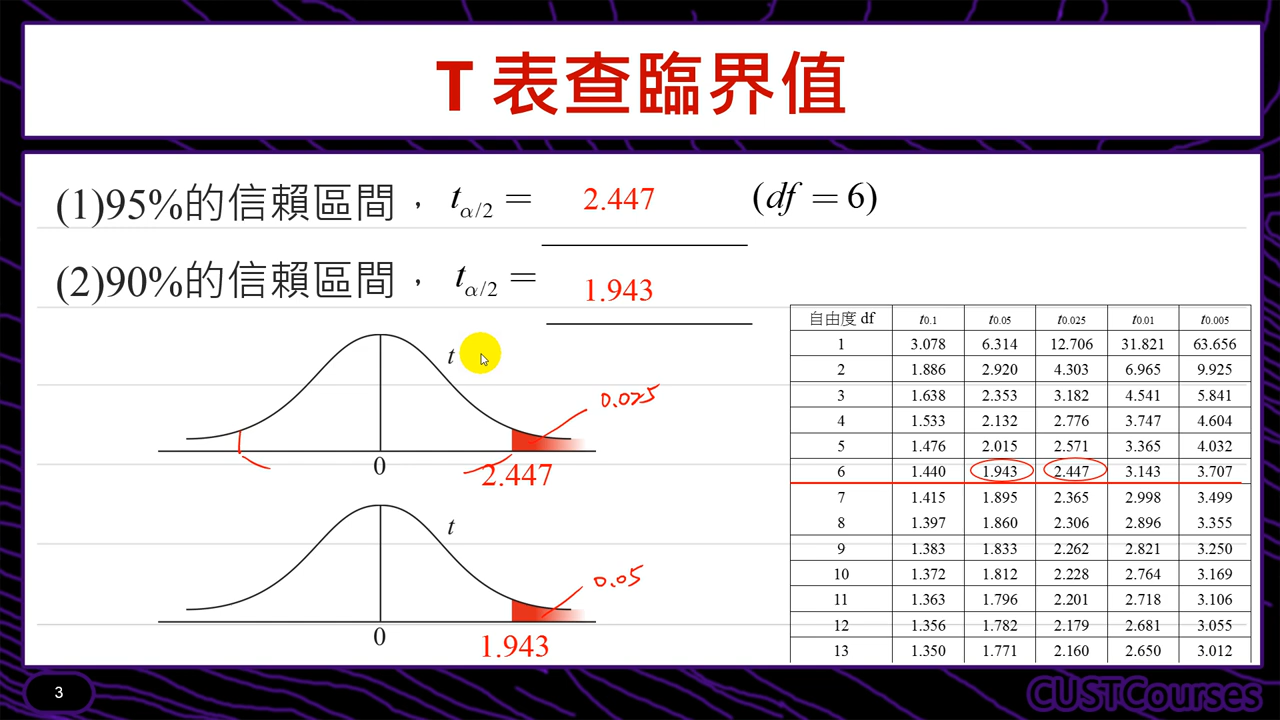 T 表查臨界值
(1)95%的信賴區間， tα/2 = 2.447 (df = 6)
(2)90%的信賴區間， tα/2 = 1.943
t
0.025
0
2.447
t
0.05
0
1.943
自由度 df t0.1 t0.05 t0.025 t0.01 t0.005
1 3.078 6.314 12.706 31.821 63.656
2 1.886 2.920 4.303 6.965 9.925
3 1.638 2.353 3.182 4.541 5.841
4 1.533 2.132 2.776 3.747 4.604
5 1.476 2.015 2.571 3.365 4.032
6 1.440 1.943 2.447 3.143 3.707
7 1.415 1.895 2.365 2.998 3.499
8 1.397 1.860 2.306 2.896 3.355
9 1.383 1.833 2.262 2.821 3.250
10 1.372 1.812 2.228 2.764 3.169
11 1.363 1.796 2.201 2.718 3.106
12 1.356 1.782 2.179 2.681 3.055
13 1.350 1.771 2.160 2.650 3.012
3
CUSTCourses